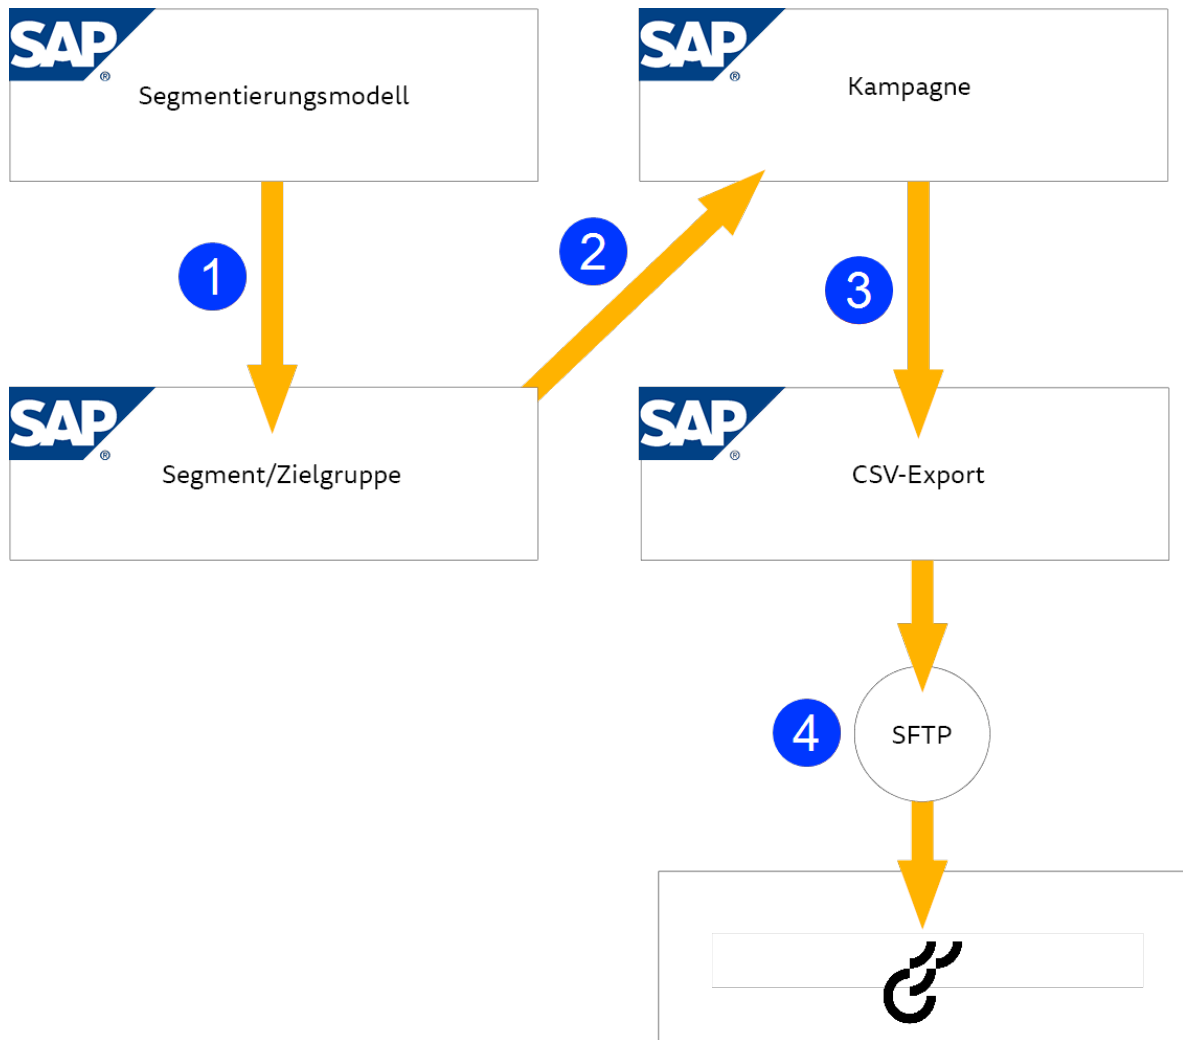 SAP
®
Segmentierungsmodell
SAP
®
Kampagne
1
2
3
SAP
®
Segment/Zielgruppe
SAP
®
CSV-Export
4
SFTP